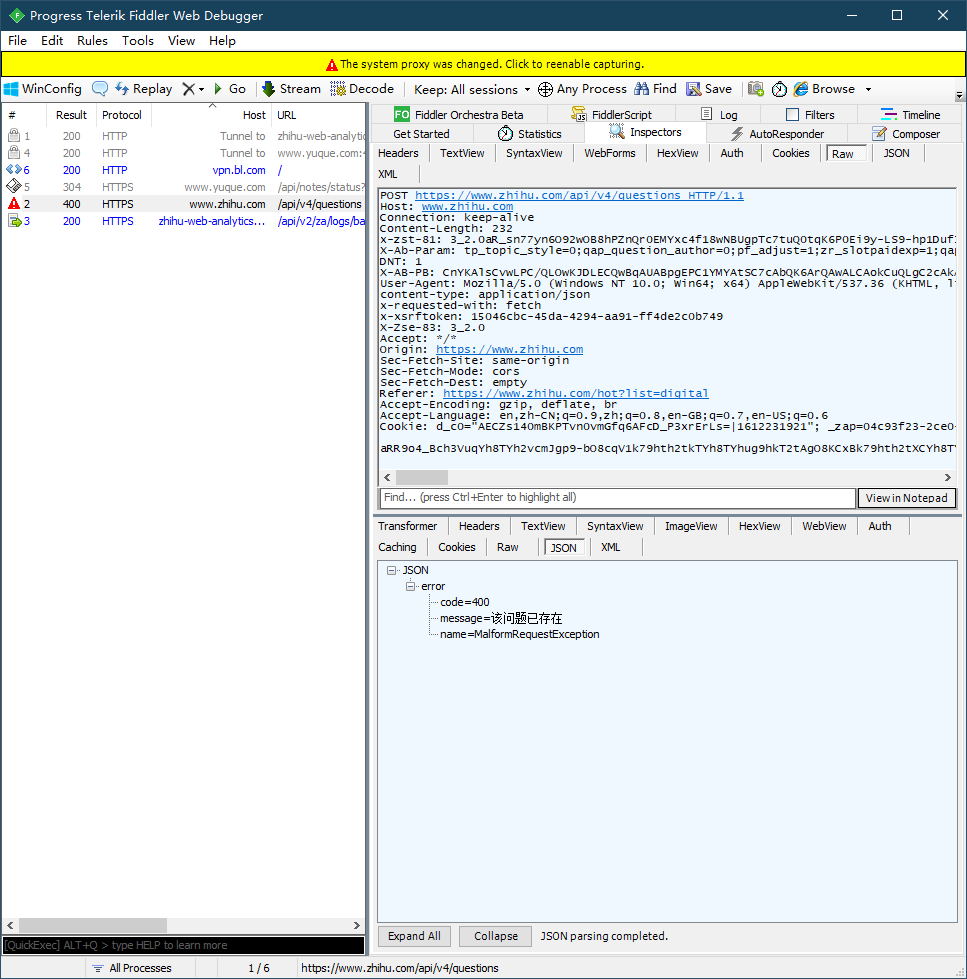 Progress Telerik Fiddler Web Debugger
File Edit Rules Tools View Help
The system proxy was changed. Click to reenable capturing.
WinConfig Replay Go Stream Decode Keep: All sessions Any Process Find Save Browse
# Result Protocol Host URL
1 200 HTTP Tunnel to zhihu-web-analytic
4 200 HTTP Tunnel to www.yuque.com:4
6 200 HTTP vpn.bl.com /
5 304 HTTPS www.yuque.com /api/notes/status?
2 400 HTTPS www.zhihu.com /api/v4/questions
3 200 HTTPS zhihu-web-analytics... /api/v2/za/logs/ba
[QuickExec] ALT+Q > type HELP to learn more
FO Fiddler Orchestra Beta FiddlerScript Log Filters Timeline
Get Started Statistics Inspectors AutoResponder Composer
Headers TextView SyntaxView WebForms HexView Auth Cookies Raw JSON
XML
POST https://www.zhihu.com/api/v4/questions HTTP/1.1
Host: www.zhihu.com
Connection: keep-alive
Content-Length: 232
x-zst-81:
X-Ab-Param: tp_topic_style=0;qap_question_author=0;pf_adjust=1;zr_slotpaidexp=1;qap
DNT: 1
X-AB-PB:
User-Agent: Mozilla/5.0 (Windows NT 10.0; Win64; x64) AppleWebKit/537.36 (KHTML, li
content-type: application/json
x-requested-with: fetch
x-xsrftoken: 15046cbc-45da-4294-aa91-ff4de2c0b749
X-Zse-83: 3_2.0
Accept: */*
Origin: https://www.zhihu.com
Sec-Fetch-Site: same-origin
Sec-Fetch-Mode: cors
Sec-Fetch-Dest: empty
Referer: https://www.zhihu.com/hot?list=digital
Accept-Encoding: gzip, deflate, br
Accept-Language: en,zh-CN;q=0.9,zh;q=0.8,en-GB;q=0.7,en-US;q=0.6
Cookie: _zap=04c93f23-2ce0-
Find... (press Ctrl+Enter to highlight all) View in Notepad
Transformer Headers TextView SyntaxView ImageView HexView WebView Auth
Caching Cookies Raw JSON XML
JSON
error
code=400
message=该问题已存在
name=MalformRequestException
Expand All Collapse JSON parsing completed.
All Processes 1 / 6 https://www.zhihu.com/api/v4/questions